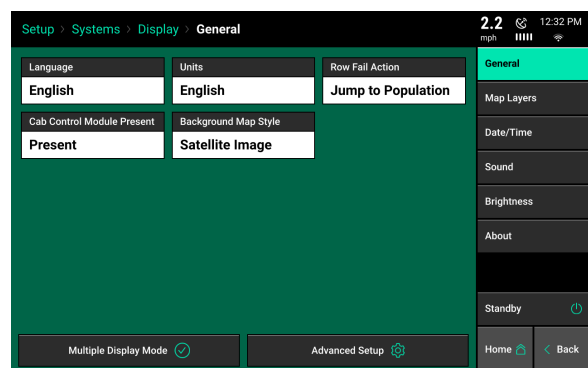 Setup > Systems > Display > General
2.2
mph
12:32 PM
Language
English
Units
English
Row Fail Action
Jump to Population
Cab Control Module Present
Present
Background Map Style
Satellite Image
General
Map Layers
Date/Time
Sound
Brightness
About
Standby
Multiple Display Mode
Advanced Setup
Home
< Back